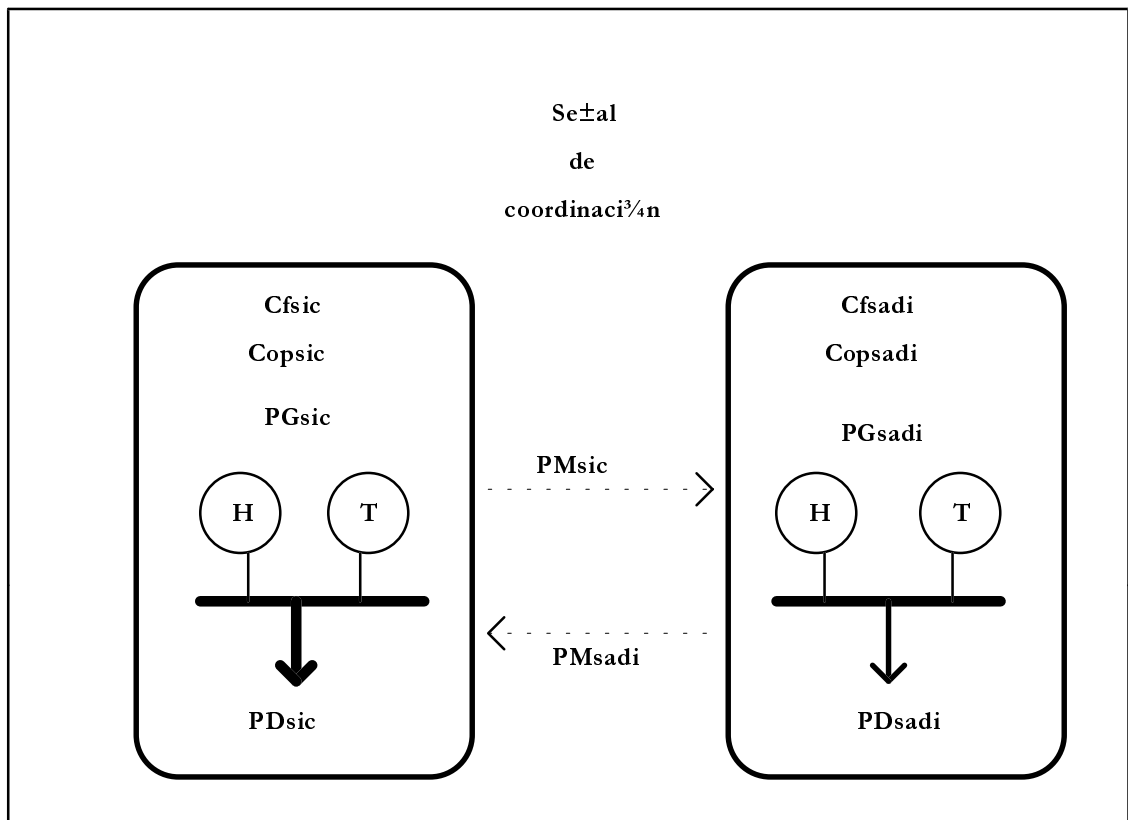 Se±al
de
coordinaci¾n
Cfsic
Copsic
PGsic
H T
PDsic
PMsic
PMsadi
Cfsadi
Copsadi
PGsadi
H T
PDsadi